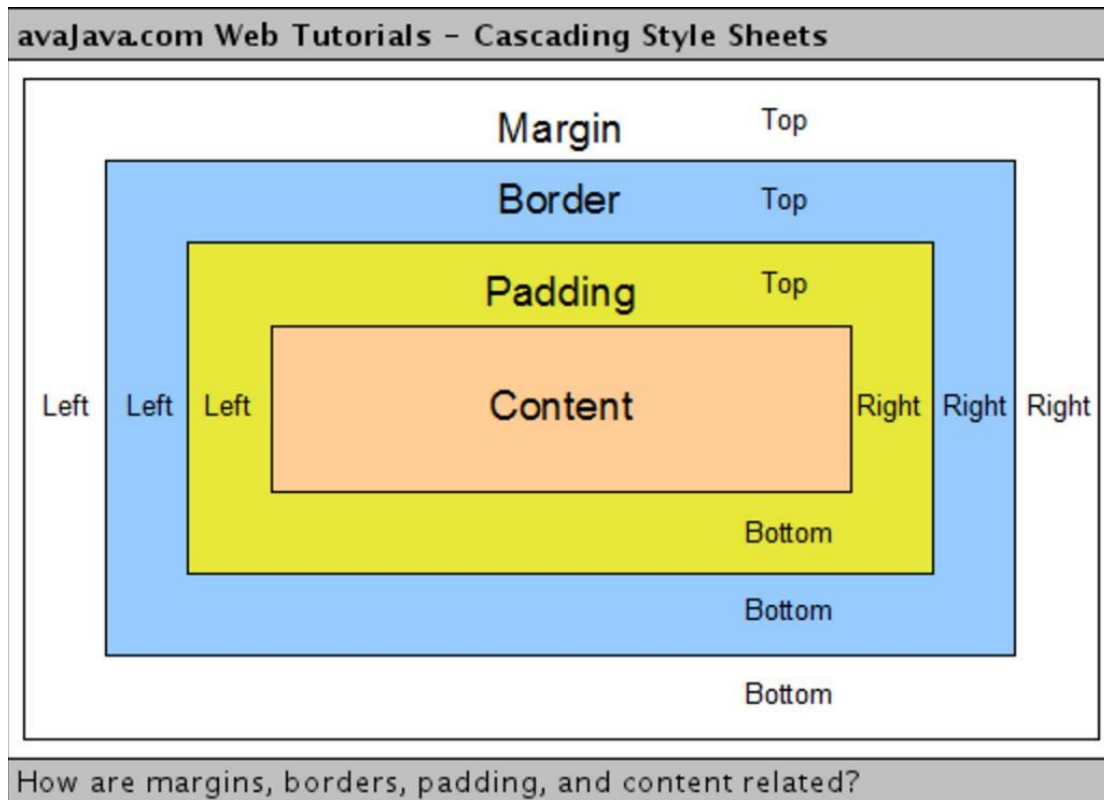 avaJava.com Web Tutorials - Cascading Style Sheets
Margin Top
Border Top
Padding Top
Left Left Left Content Right Right Right
Bottom
Bottom
Bottom
How are margins, borders, padding, and content related?